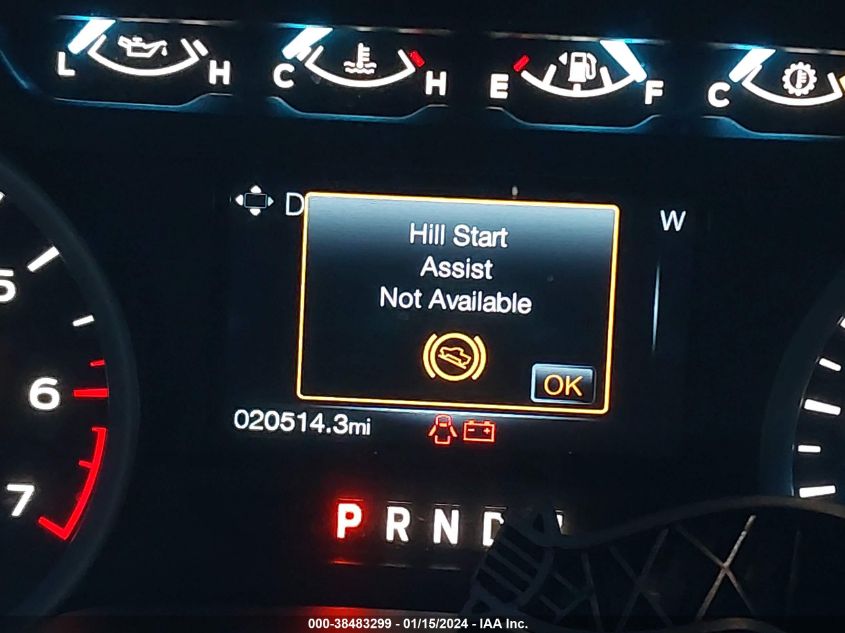 L H C H E F C
D W
Hill Start
Assist
Not Available
OK
5
6
7
020514.3mi
P R N D
000-38483299 - 01/15/2024 - IAA Inc.